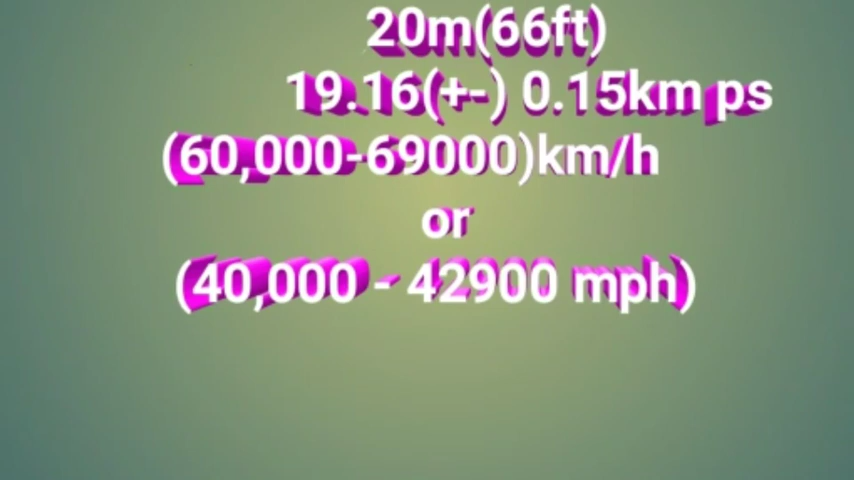 20m(66ft)
19.16(+-) 0.15km ps
(60,000-69000)km/h
or
(40,000 - 42900 mph)